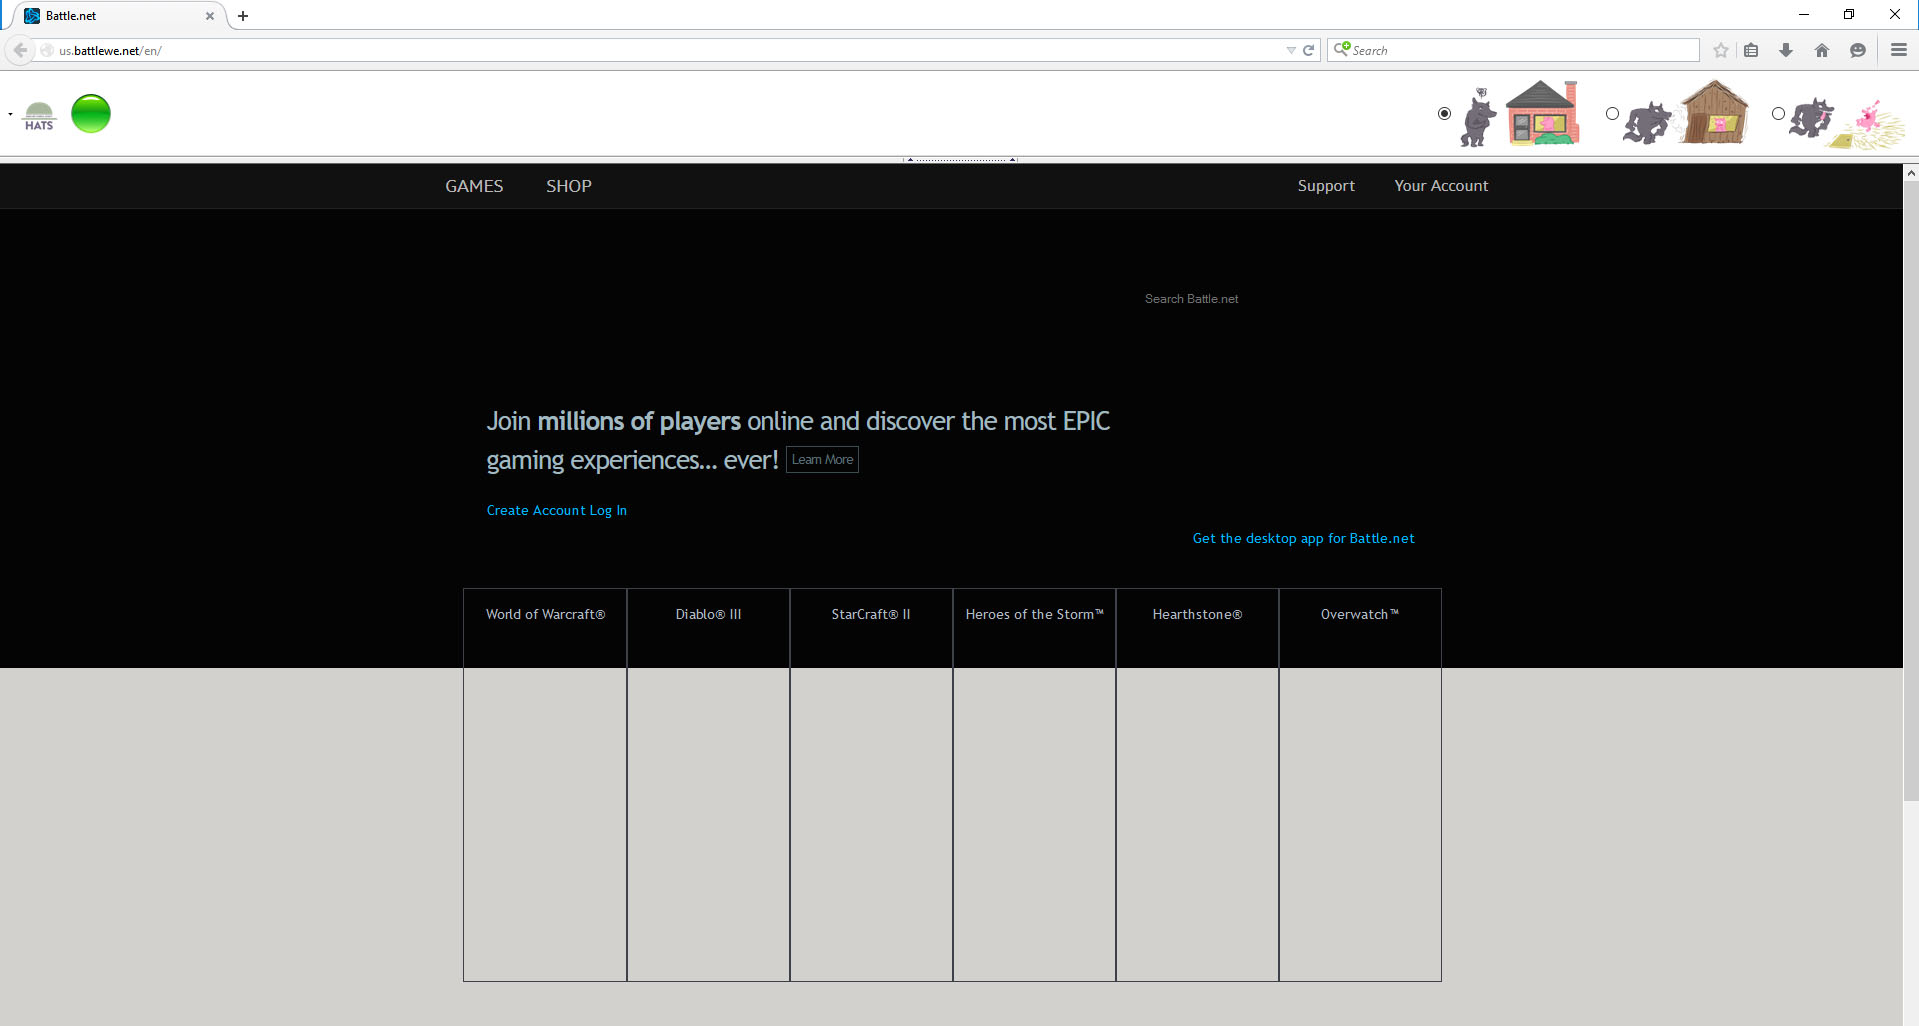 Battle.net
us.battlewe.net/en/
Search
HATS
GAMES SHOP Support Your Account
Search Battle.net
Join millions of players online and discover the most EPIC
gaming experiences... ever! Learn More
Create Account Log In
Get the desktop app for Battle.net
World of Warcraft® Diablo® III StarCraft® II Heroes of the Storm™ Hearthstone® Overwatch™